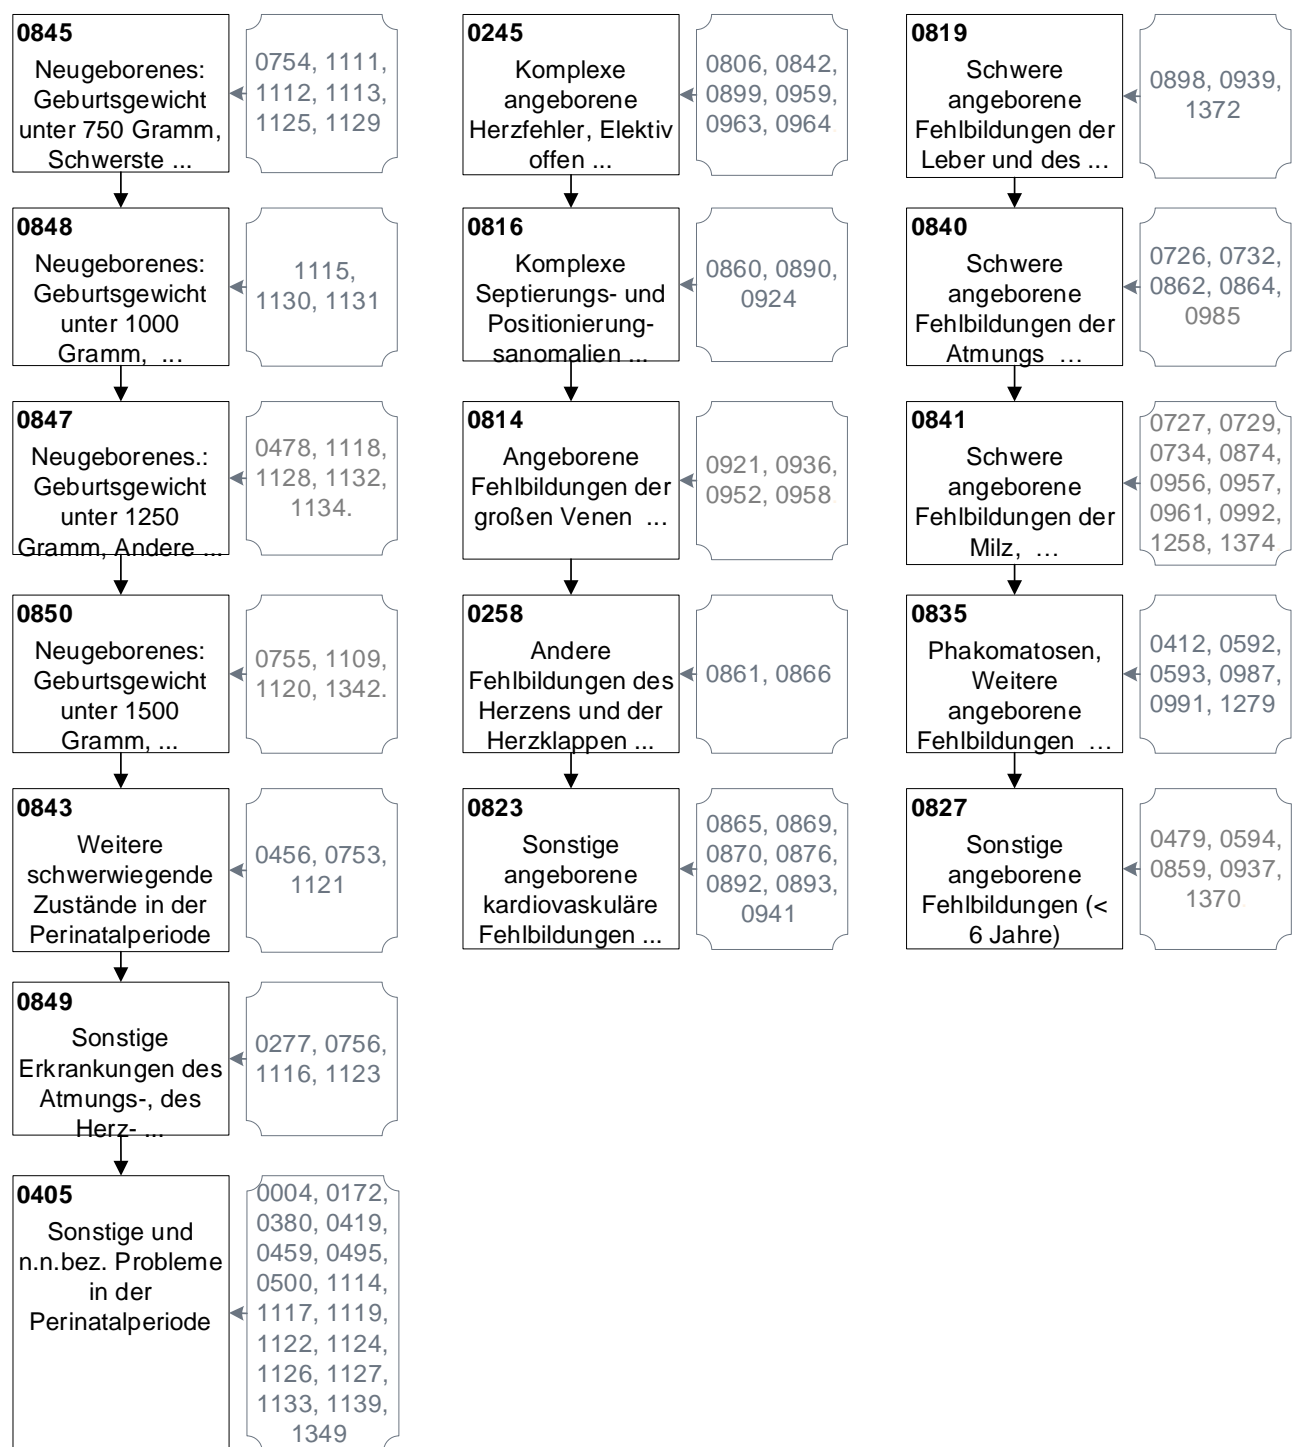 0845
Neugeborenes:
Geburtsgewicht
unter 750 Gramm,
Schwerste ...
0754, 1111,
1112, 1113,
1125, 1129
0848
Neugeborenes:
Geburtsgewicht
unter 1000
Gramm, ...
1115,
1130, 1131
0847
Neugeborenes.:
Geburtsgewicht
unter 1250
Gramm, Andere ...
0478, 1118,
1128, 1132,
1134.
0850
Neugeborenes:
Geburtsgewicht
unter 1500
Gramm, ...
0755, 1109,
1120, 1342.
0843
Weitere
schwerwiegende
Zustände in der
Perinatalperiode
0456, 0753,
1121
0849
Sonstige
Erkrankungen des
Atmungs-, des
Herz- ...
0277, 0756,
1116, 1123
0405
Sonstige und
n.n.bez. Probleme
in der
Perinatalperiode
0004, 0172,
0380, 0419,
0459, 0495,
0500, 1114,
1117, 1119,
1122, 1124,
1126, 1127,
1133, 1139,
1349
0245
Komplexe
angeborene
Herzfehler, Elektiv
offen ...
0806, 0842,
0899, 0959,
0963, 0964
0816
Komplexe
Septierungs- und
Positionierung-
sanomalien ...
0860, 0890,
0924
0814
Angeborene
Fehlbildungen der
großen Venen ...
0921, 0936,
0952, 0958
0258
Andere
Fehlbildungen des
Herzens und der
Herzklappen ...
0861, 0866
0823
Sonstige
angeborene
kardiovaskuläre
Fehlbildungen ...
0865, 0869,
0870, 0876,
0892, 0893,
0941
0819
Schwere
angeborene
Fehlbildungen der
Leber und des ...
0898, 0939,
1372
0840
Schwere
angeborene
Fehlbildungen der
Atmungs ...
0726, 0732,
0862, 0864,
0985
0841
Schwere
angeborene
Fehlbildungen der
Milz, ...
0727, 0729,
0734, 0874,
0956, 0957,
0961, 0992,
1258, 1374
0835
Phakomatosen,
Weitere
angeborene
Fehlbildungen ...
0412, 0592,
0593, 0987,
0991, 1279
0827
Sonstige
angeborene
Fehlbildungen (<
6 Jahre)
0479, 0594,
0859, 0937,
1370